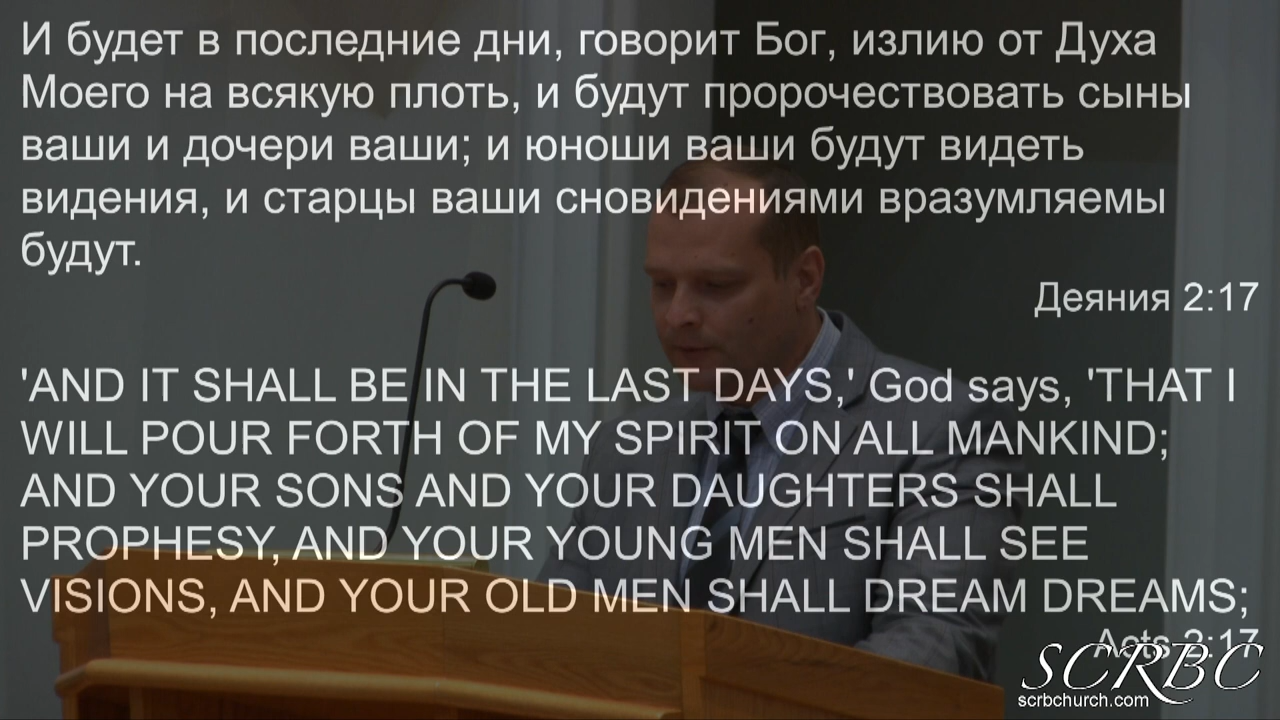 И будет в последние дни, говорит Бог, излию от Духа
Моего на всякую плоть, и будут пророчествовать сыны
ваши и дочери ваши; и юноши ваши будут видеть
видения, и старцы ваши сновидениями вразумляемы
будут.
Деяния 2:17
'AND IT SHALL BE IN THE LAST DAYS,' God says, 'THAT I
WILL POUR FORTH OF MY SPIRIT ON ALL MANKIND;
AND YOUR SONS AND YOUR DAUGHTERS SHALL
PROPHESY, AND YOUR YOUNG MEN SHALL SEE
VISIONS, AND YOUR OLD MEN SHALL DREAM DREAMS;
Acts 2:17
SCRBC
scrbchurch.com